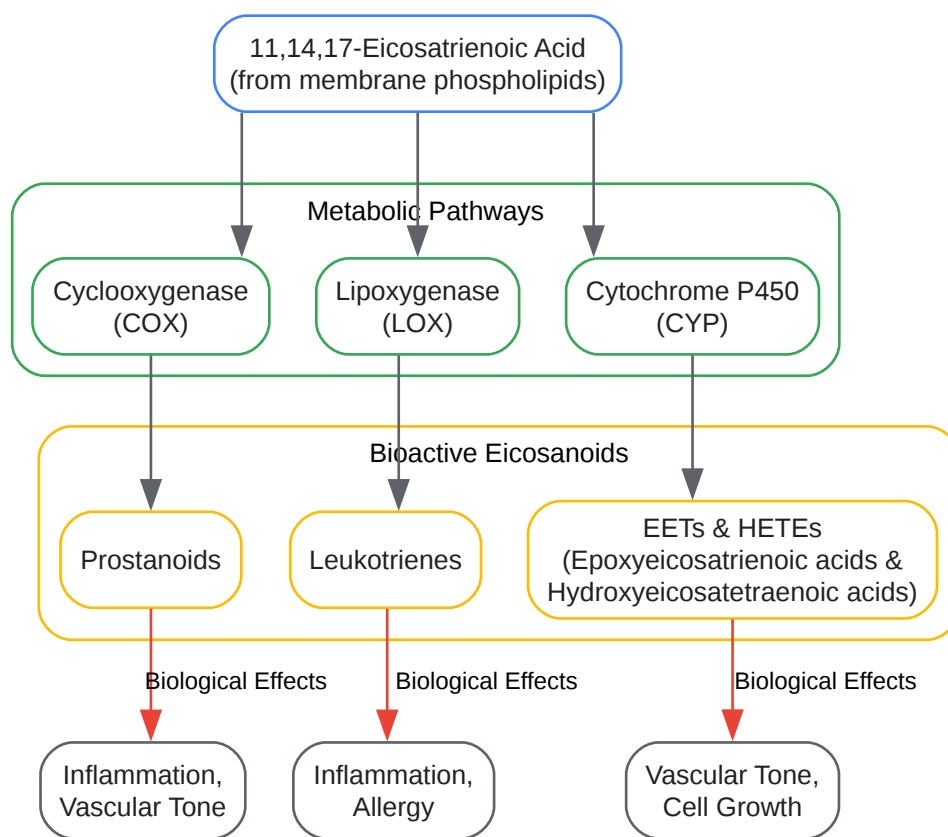 11,14,17-Eicosatrienoic Acid
(from membrane phospholipids)
Metabolic Pathways
Cyclooxygenase
(COX)
Lipoxygenase
(LOX)
Cytochrome P450
(CYP)
Bioactive Eicosanoids
Prostanoids
Leukotrienes
EETs & HETEs
(Epoxyeicosatrienoic acids &
Hydroxyeicosatetraenoic acids)
Biological Effects
Biological Effects
Biological Effects
Inflammation,
Vascular Tone
Inflammation,
Allergy
Vascular Tone,
Cell Growth